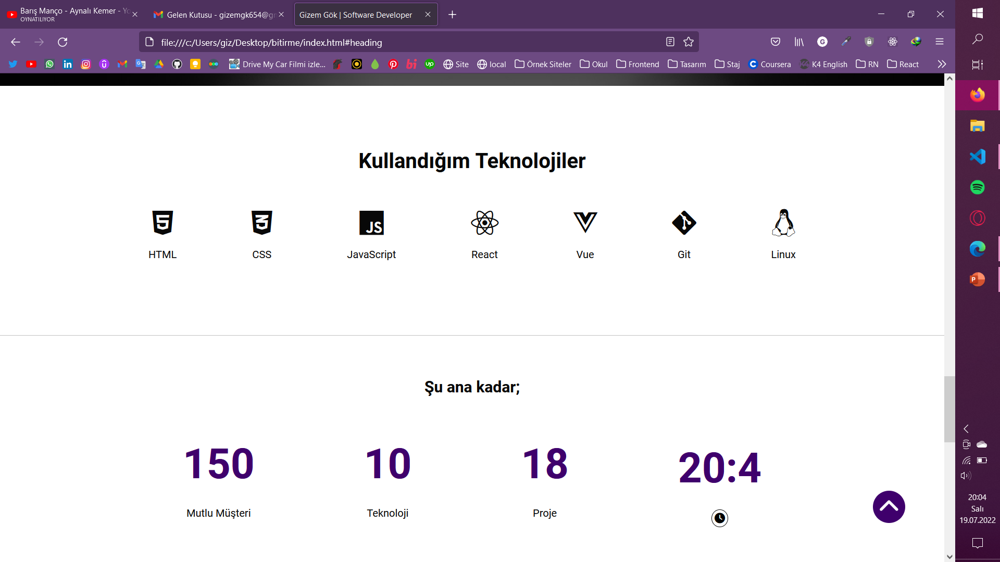 Barış Manço - Aynalı Kemer - Yo
OYNATILIYOR
Gelen Kutusu - gizemgk654@gm
Gizem Gök | Software Developer
file:///c:/Users/giz/Desktop/bitirme/index.html#heading
Drive My Car Filmi izle...
Site
local
Örnek Siteler
Okul
Frontend
Tasarım
Staj
Coursera
K4 English
RN
React
Kullandığım Teknolojiler
JS
HTML
CSS
JavaScript
React
Vue
Git
Linux
Şu ana kadar;
150
10
18
20:4
Mutlu Müşteri
Teknoloji
Proje
20:04
Salı
19.07.2022